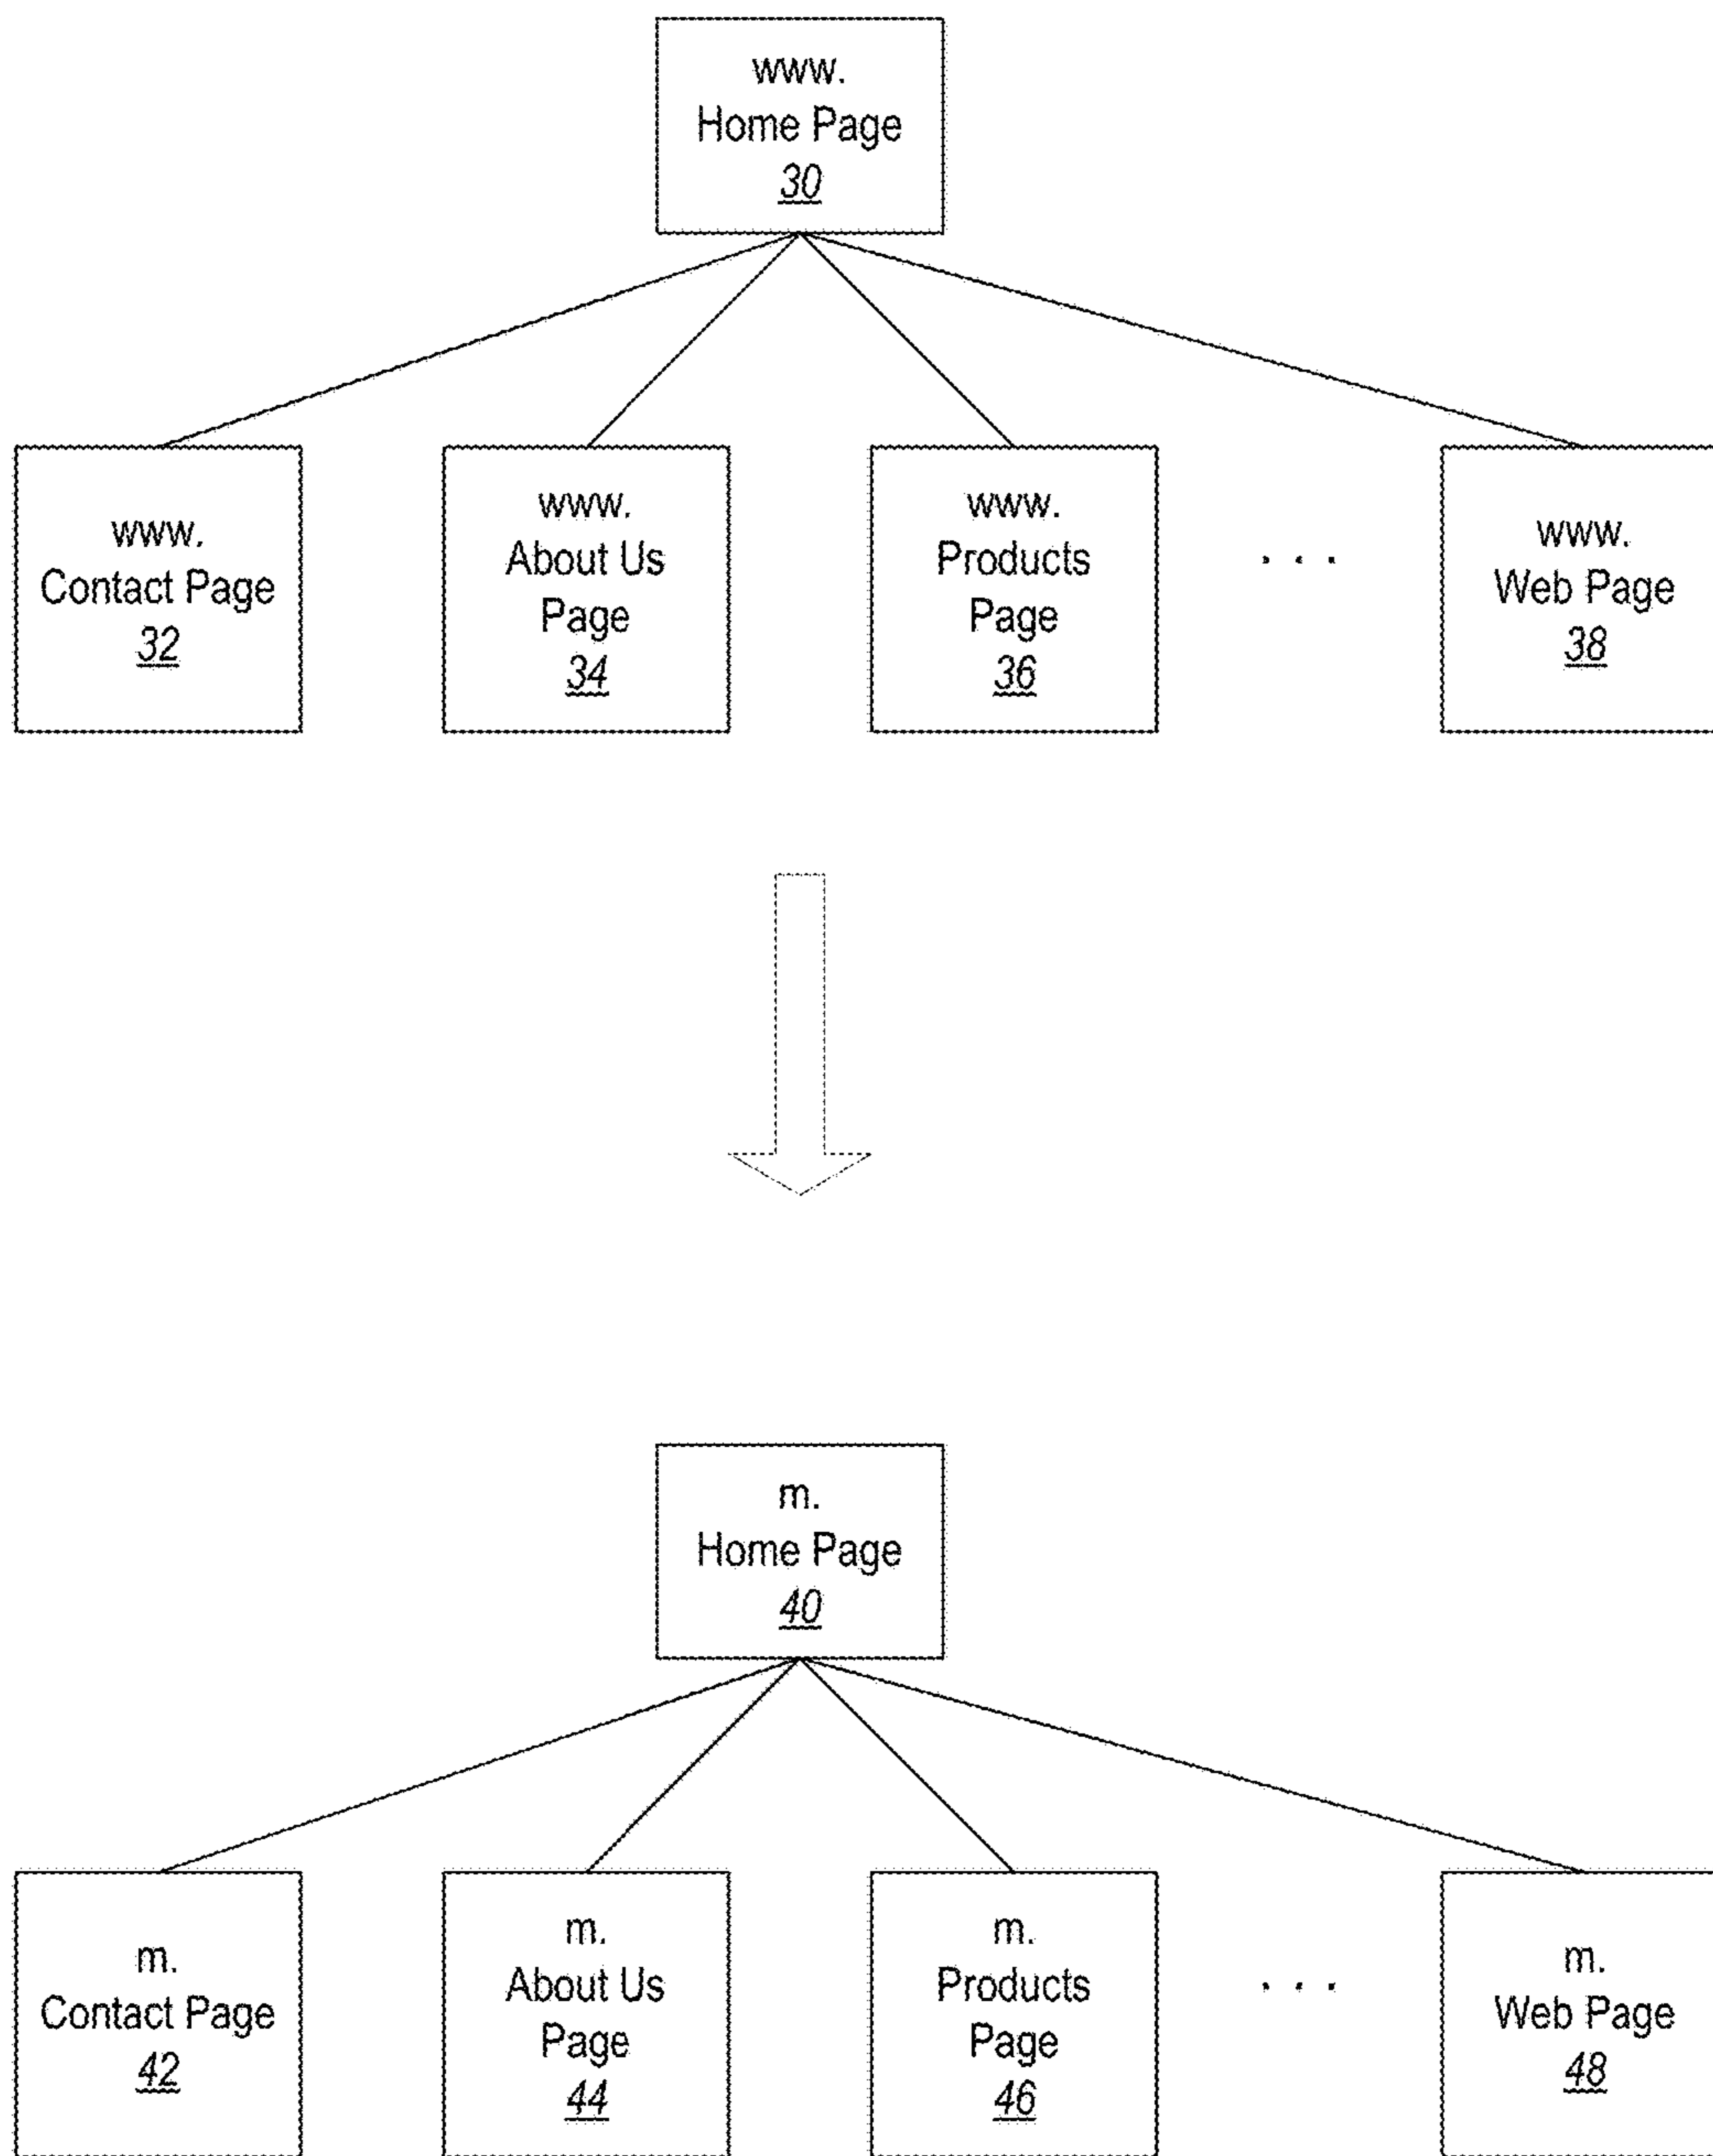 www.
Home Page
30
www.
Contact Page
32
www.
About Us
Page
34
www.
Products
Page
36
. . .
www.
Web Page
38
m.
Home Page
40
m.
Contact Page
42
m.
About Us
Page
44
m.
Products
Page
46
. . .
m.
Web Page
48